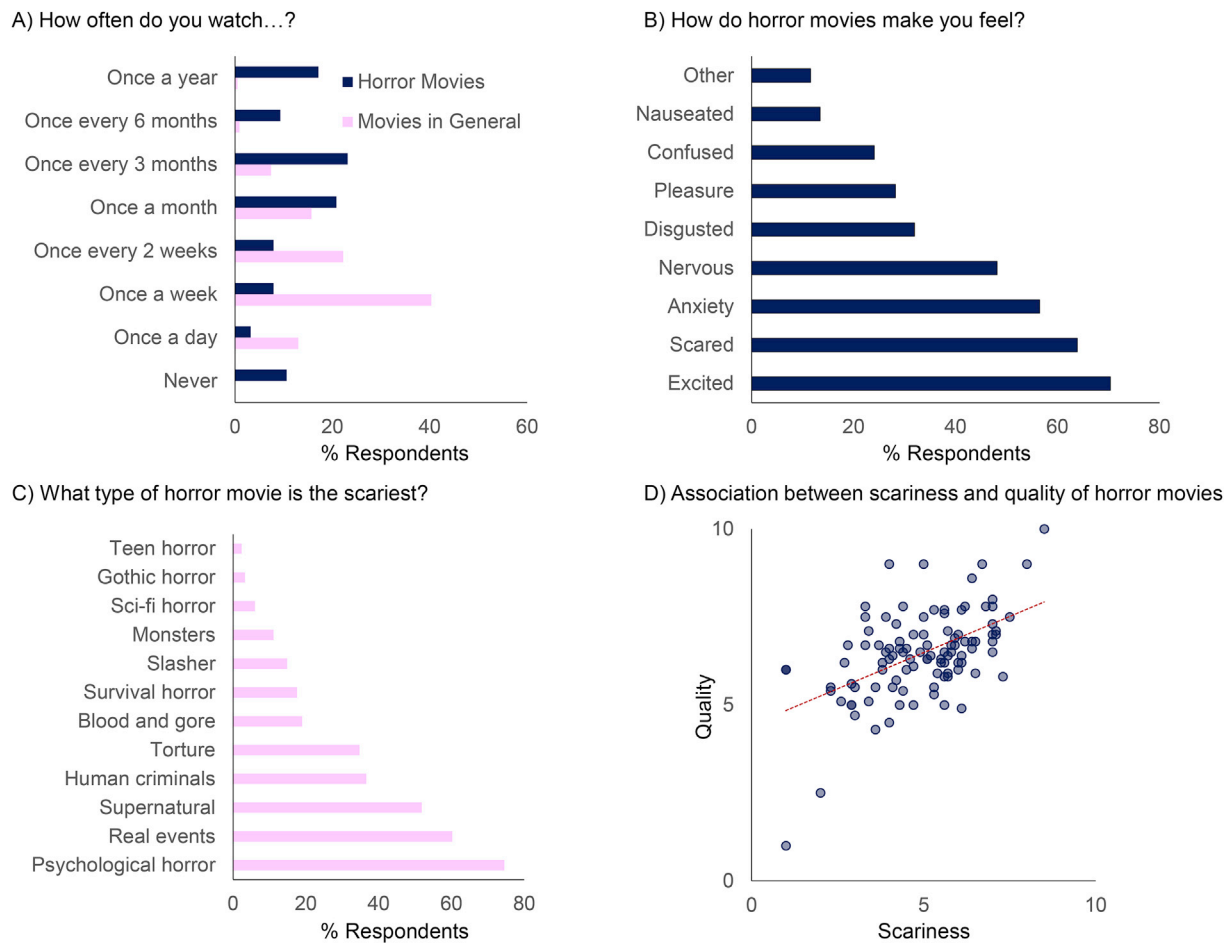 A) How often do you watch…?
Once a year
Once every 6 months
Once every 3 months
Once a month
Once every 2 weeks
Once a week
Once a day
Never
Horror Movies
Movies in General
0 20 40 60
% Respondents
B) How do horror movies make you feel?
Other
Nauseated
Confused
Pleasure
Disgusted
Nervous
Anxiety
Scared
Excited
0 20 40 60 80
% Respondents
C) What type of horror movie is the scariest?
Teen horror
Gothic horror
Sci-fi horror
Monsters
Slasher
Survival horror
Blood and gore
Torture
Human criminals
Supernatural
Real events
Psychological horror
0 20 40 60 80
% Respondents
D) Association between scariness and quality of horror movies
10
5
0
Quality
0 5 10
Scariness